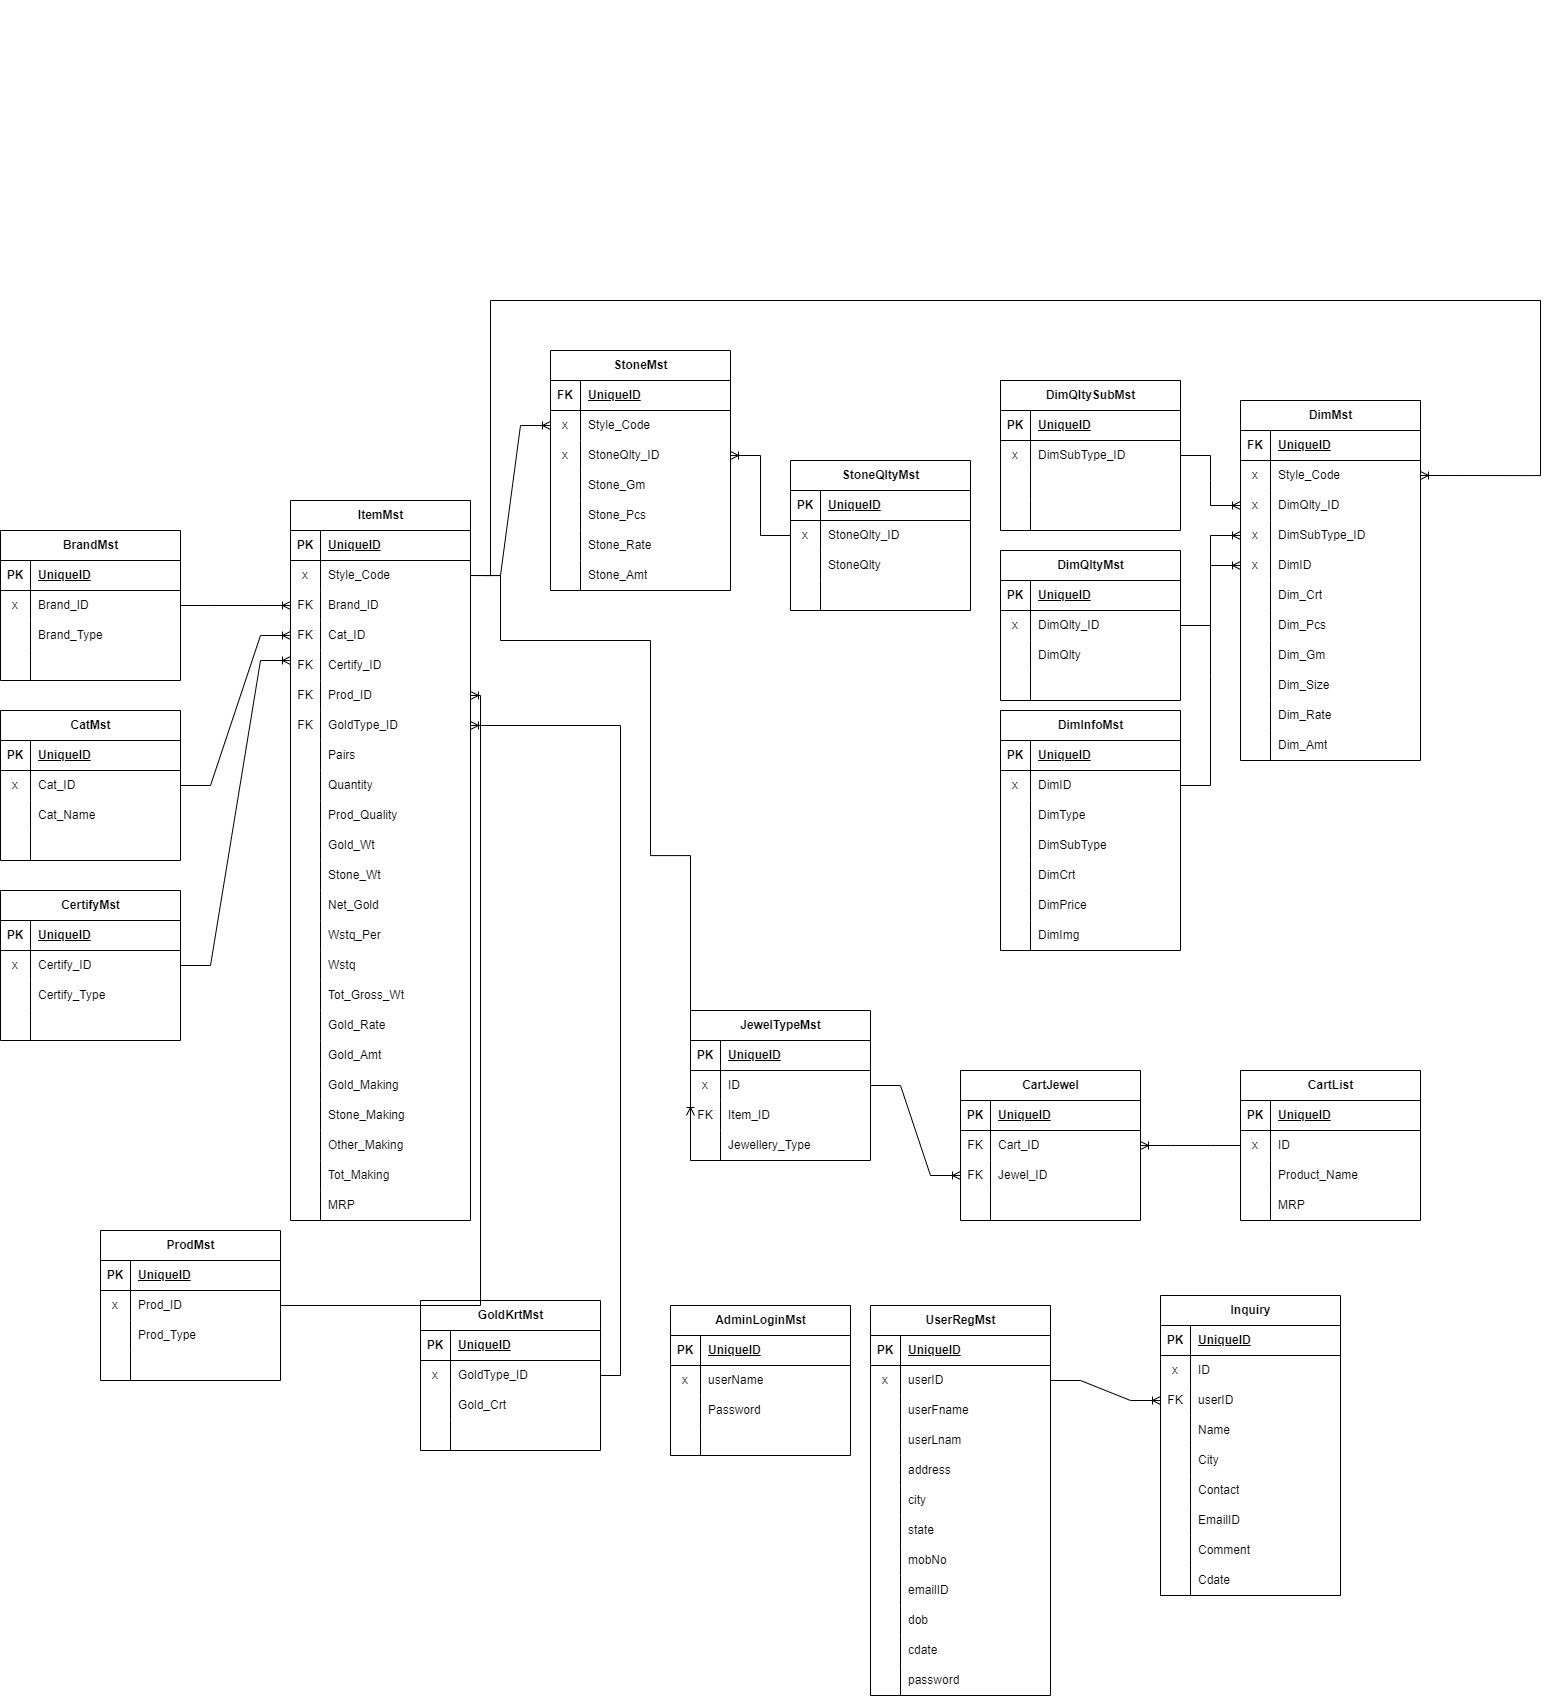 StoneMst
FK UniqueID
x Style_Code
x StoneQlty_ID
Stone_Gm
Stone_Pcs
Stone_Rate
Stone_Amt
DimQltySubMst
PK UniqueID
x DimSubType_ID
DimMst
FK UniqueID
x Style_Code
x DimQlty_ID
x DimSubType_ID
x DimID
Dim_Crt
Dim_Pcs
Dim_Gm
Dim_Size
Dim_Rate
Dim_Amt
StoneQltyMst
PK UniqueID
x StoneQlty_ID
StoneQlty
ItemMst
PK UniqueID
x Style_Code
FK Brand_ID
FK Cat_ID
FK Certify_ID
FK Prod_ID
FK GoldType_ID
Pairs
Quantity
Prod_Quality
Gold_Wt
Stone_Wt
Net_Gold
Wstq_Per
Wstq
Tot_Gross_Wt
Gold_Rate
Gold_Amt
Gold_Making
Stone_Making
Other_Making
Tot_Making
MRP
BrandMst
PK UniqueID
x Brand_ID
Brand_Type
DimQltyMst
PK UniqueID
x DimQlty_ID
DimQlty
CatMst
PK UniqueID
x Cat_ID
Cat_Name
DimInfoMst
PK UniqueID
x DimID
DimType
DimSubType
DimCrt
DimPrice
DimImg
CertifyMst
PK UniqueID
x Certify_ID
Certify_Type
JewelTypeMst
PK UniqueID
x ID
FK Item_ID
Jewellery_Type
CartJewel
PK UniqueID
FK Cart_ID
FK Jewel_ID
CartList
PK UniqueID
x ID
Product_Name
MRP
ProdMst
PK UniqueID
x Prod_ID
Prod_Type
GoldKrtMst
PK UniqueID
x GoldType_ID
Gold_Crt
AdminLoginMst
PK UniqueID
x userName
Password
UserRegMst
PK UniqueID
x userID
userFname
userLnam
address
city
state
mobNo
emailID
dob
cdate
password
Inquiry
PK UniqueID
x ID
FK userID
Name
City
Contact
EmailID
Comment
Cdate